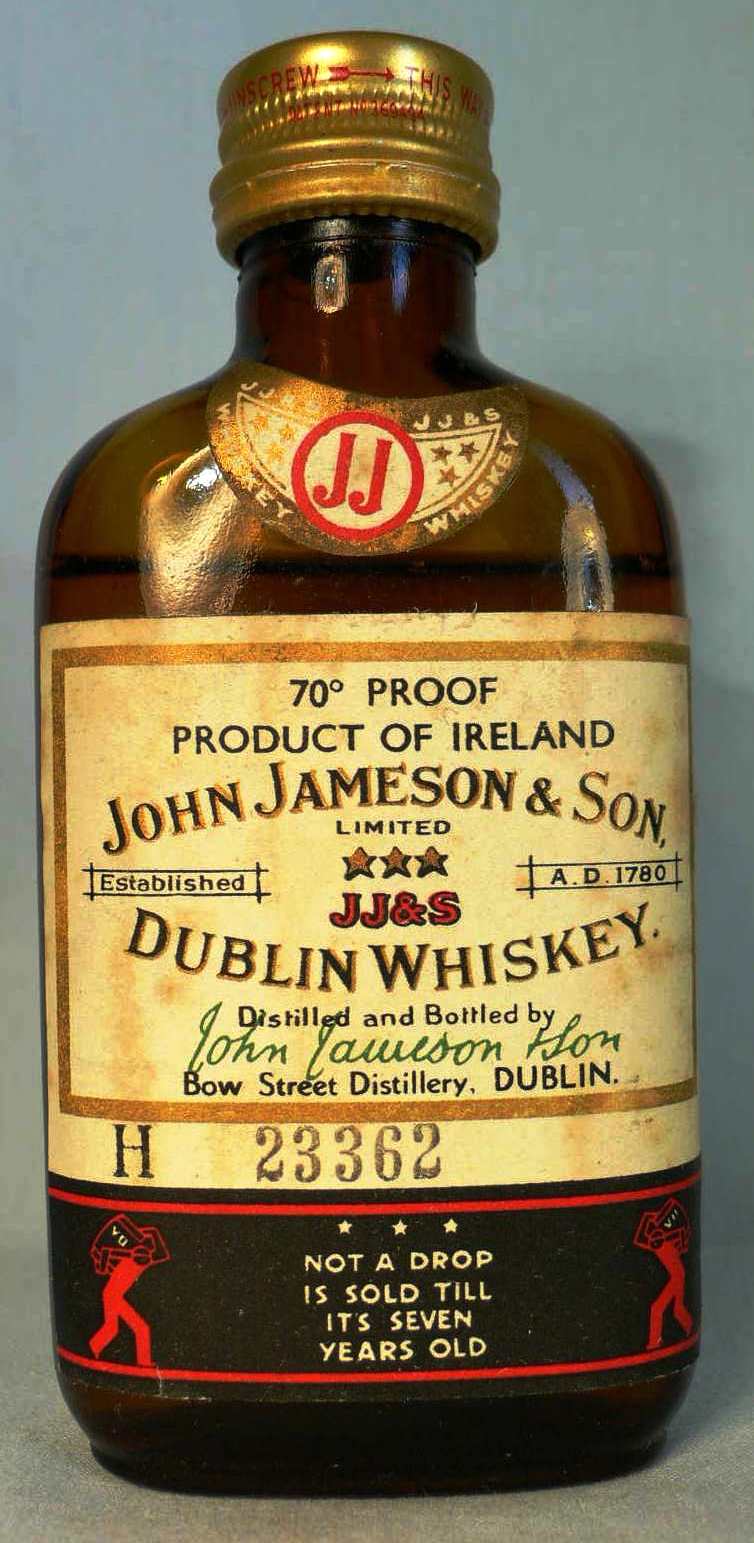 UNSCREW THIS WAY
PATENT No
JJ
JJ&S
WHISKEY
70° PROOF
PRODUCT OF IRELAND
JOHN JAMESON & SON,
LIMITED
Established A.D. 1780
JJ&S
DUBLIN WHISKEY.
Distilled and Bottled by
John Jameson & Son
Bow Street Distillery, DUBLIN.
H 23362
NOT A DROP
IS SOLD TILL
ITS SEVEN
YEARS OLD